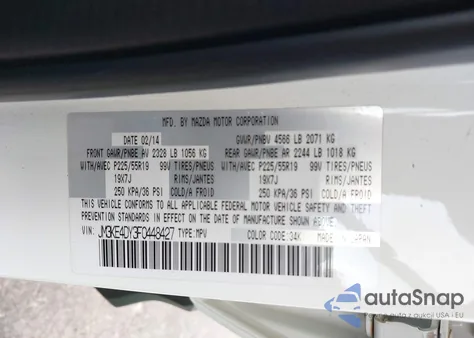 MFD. BY MAZDA MOTOR CORPORATION
DATE 02/14 GVWR/PNBV 4566 LB 2071 KG
FRONT GAWR/PNBE AV 2328 LB 1056 KG REAR GAWR/PNBE AR 2244 LB 1018 KG
WITH/AVEC P225/55R19 99V TIRES/PNEUS WITH/AVEC P225/55R19 99V TIRES/PNEUS
19X7J RIMS/JANTES 19X7J RIMS/JANTES
250 KPA/36 PSI COLD/A FROID 250 KPA/36 PSI COLD/A FROID
THIS VEHICLE CONFORMS TO ALL APPLICABLE FEDERAL MOTOR VEHICLE
SAFETY, BUMPER, AND THEFT PREVENTION STANDARDS IN
EFFECT ON THE DATE OF MANUFACTURE SHOWN ABOVE.
VIN: JM3KE4DY3F0448427 TYPE: MPV COLOR CODE: 34K MADE IN JAPAN
autoSnap
Z autoSnap o aukcjach z USA i EU